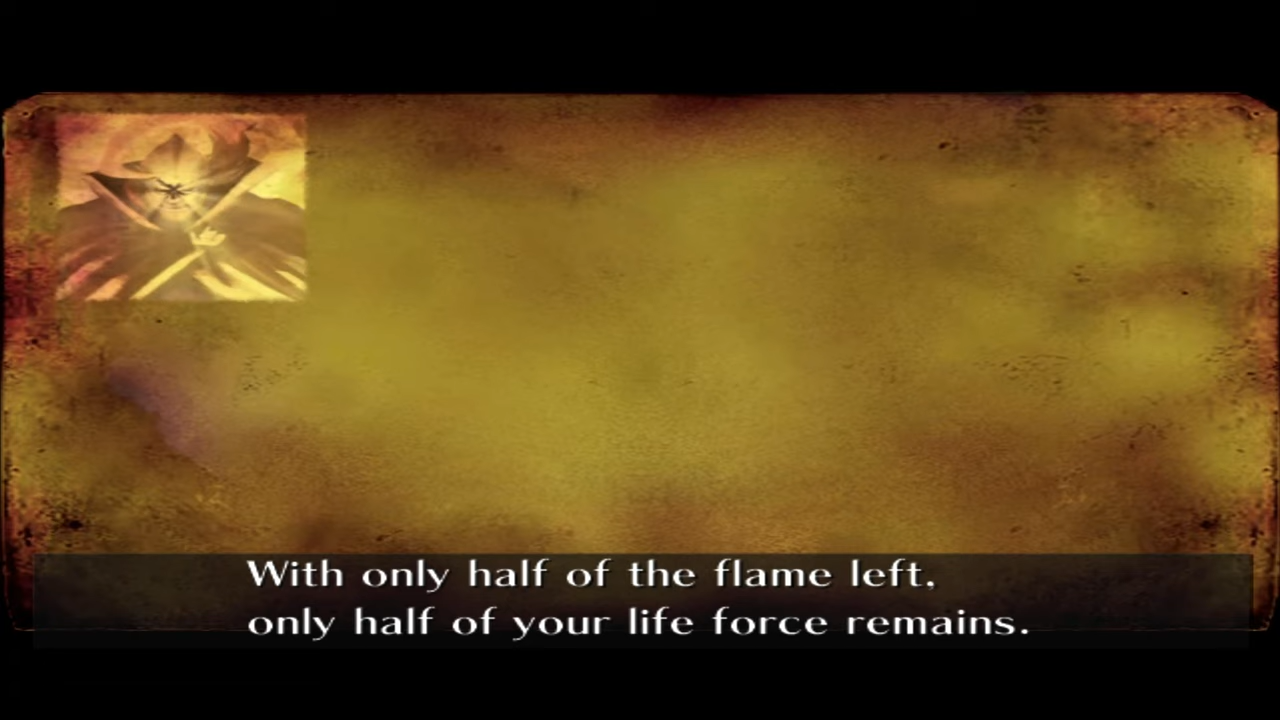 With only half of the flame left,
only half of your life force remains.